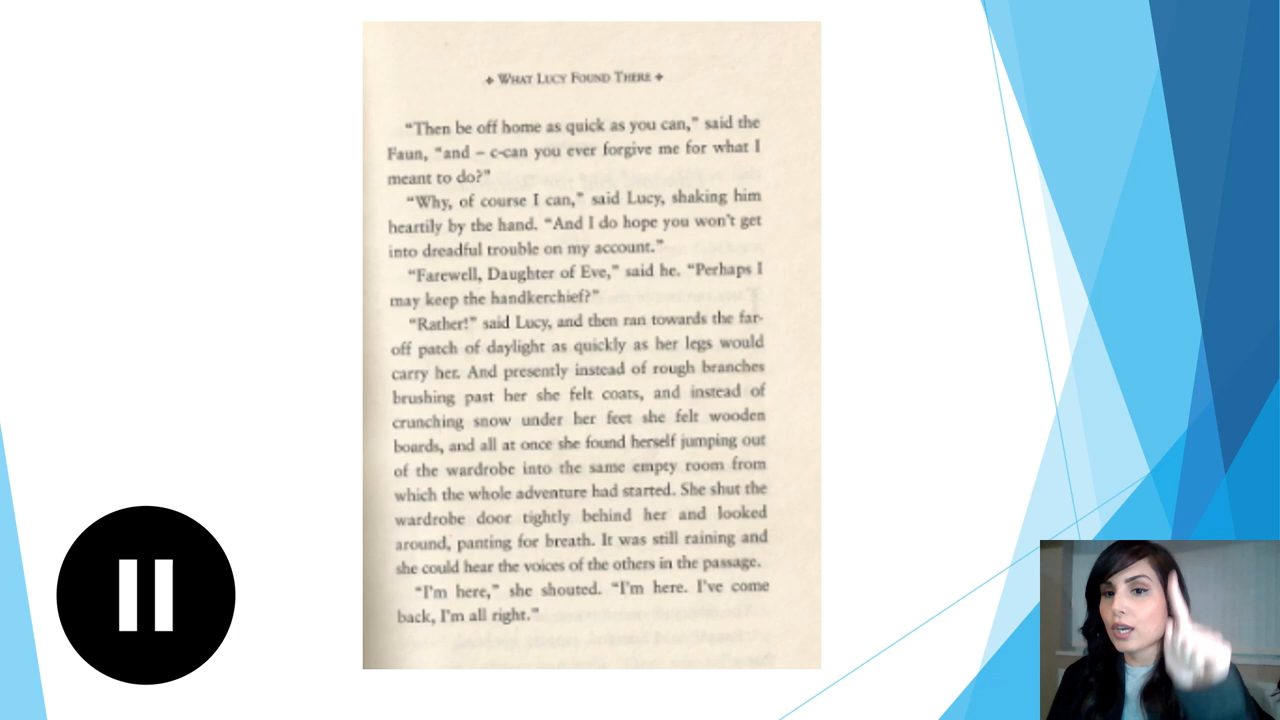 ✦ What Lucy Found There ✦
“Then be off home as quick as you can,” said the
Faun, “and – c-can you ever forgive me for what I
meant to do?”
“Why, of course I can,” said Lucy, shaking him
heartily by the hand. “And I do hope you won't get
into dreadful trouble on my account.”
“Farewell, Daughter of Eve,” said he. “Perhaps I
may keep the handkerchief?”
“Rather!” said Lucy, and then ran towards the far-
off patch of daylight as quickly as her legs would
carry her. And presently instead of rough branches
brushing past her she felt coats, and instead of
crunching snow under her feet she felt wooden
boards, and all at once she found herself jumping out
of the wardrobe into the same empty room from
which the whole adventure had started. She shut the
wardrobe door tightly behind her and looked
around, panting for breath. It was still raining and
she could hear the voices of the others in the passage.
“I'm here,” she shouted. “I'm here. I've come
back, I'm all right.”